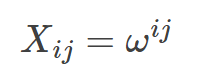 X_{ij} = ω^{ij}